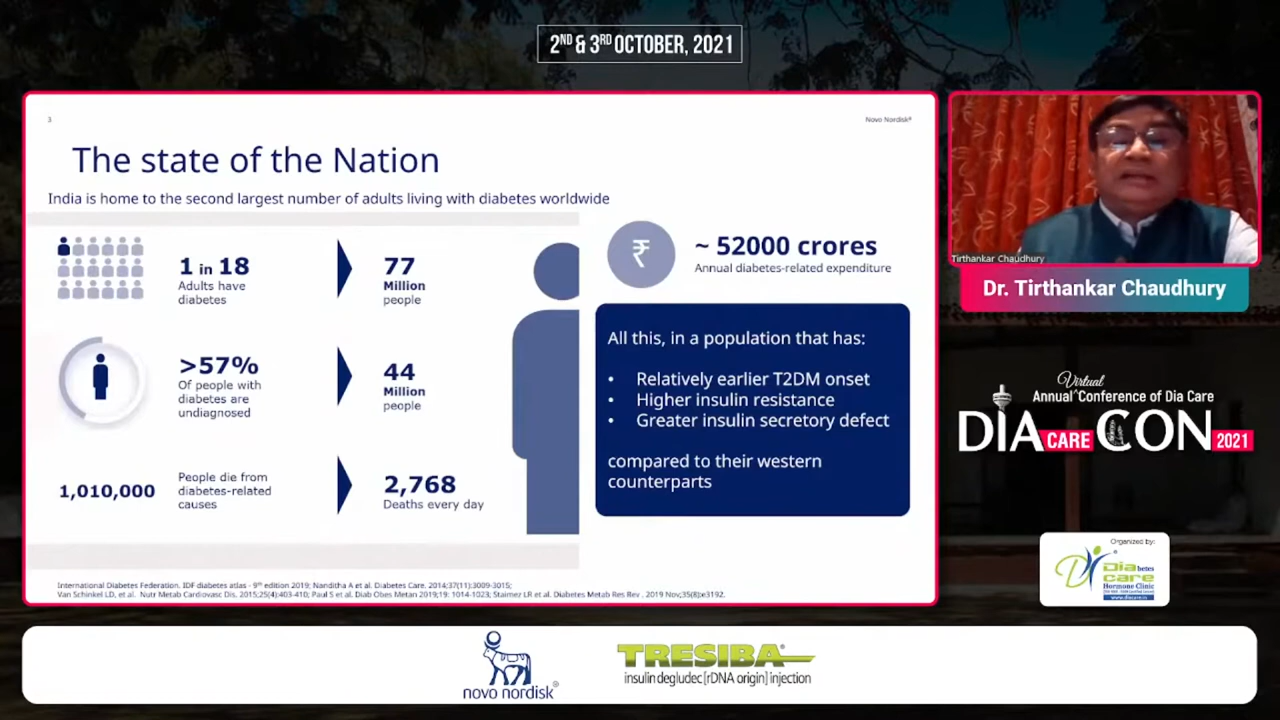 2ND & 3RD OCTOBER, 2021
3
Novo Nordisk®
The state of the Nation
India is home to the second largest number of adults living with diabetes worldwide
1 in 18
Adults have
diabetes
77
Million
people
>57%
Of people with
diabetes are
undiagnosed
44
Million
people
1,010,000
People die from
diabetes-related
causes
2,768
Deaths every day
₹
~ 52000 crores
Annual diabetes-related expenditure
All this, in a population that has:
• Relatively earlier T2DM onset
• Higher insulin resistance
• Greater insulin secretory defect
compared to their western
counterparts
International Diabetes Federation. IDF diabetes atlas - 9th edition 2019; Nanditha A et al. Diabetes Care. 2014;37(11):3009-3015;
Van Schinkel LD, et al. Nutr Metab Cardiovasc Dis. 2015;25(4):403-410; Paul S et al. Diab Obes Metan 2019;19: 1014-1023; Staimer LR et al. Diabetes Metab Res Rev . 2019 Nov;35(8):e3192.
Tirthankar Chaudhury
Dr. Tirthankar Chaudhury
Virtual
Annual Conference of Dia Care
DIA CARE CON 2021
Organized by:
Diabetes
care
Hormone Clinic
www.diacare.in
novo nordisk®
TRESIBA®
insulin degludec [rDNA origin] injection